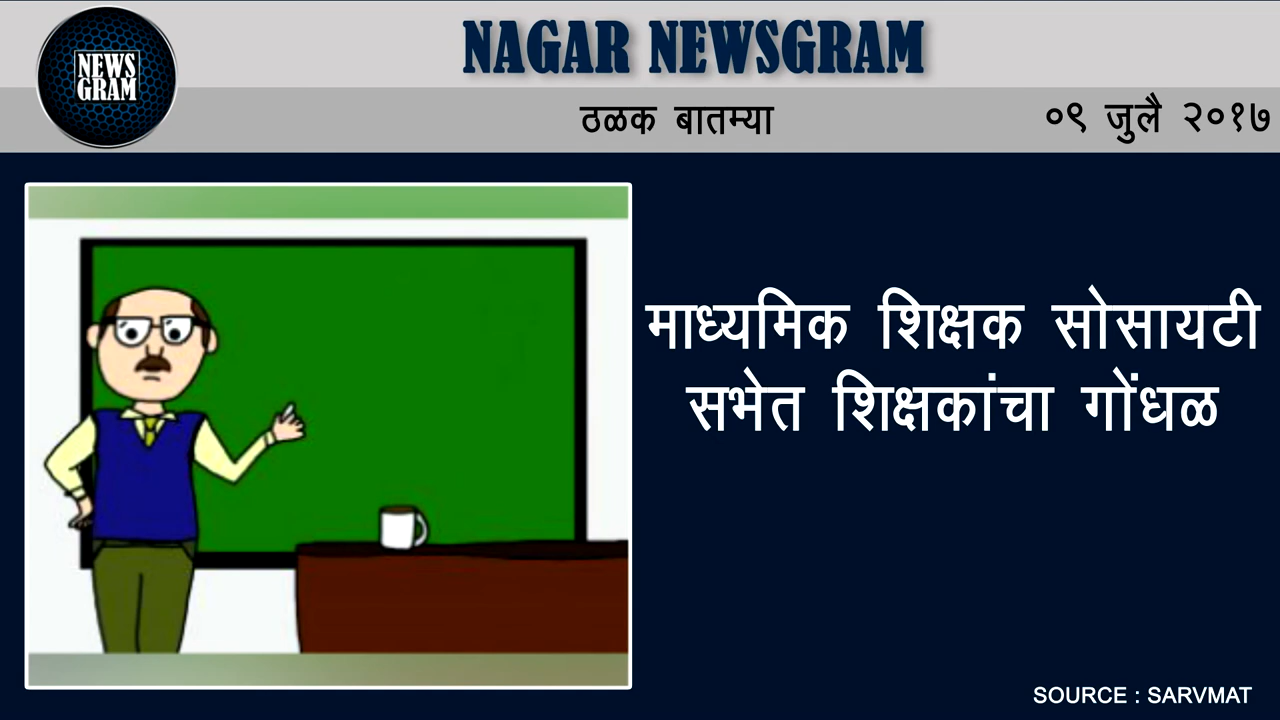 NEWS
GRAM
NAGAR NEWSGRAM
ठळक बातम्या
०९ जुलै २०१७
माध्यमिक शिक्षक सोसायटी
सभेत शिक्षकांचा गोंधळ
SOURCE : SARVMAT